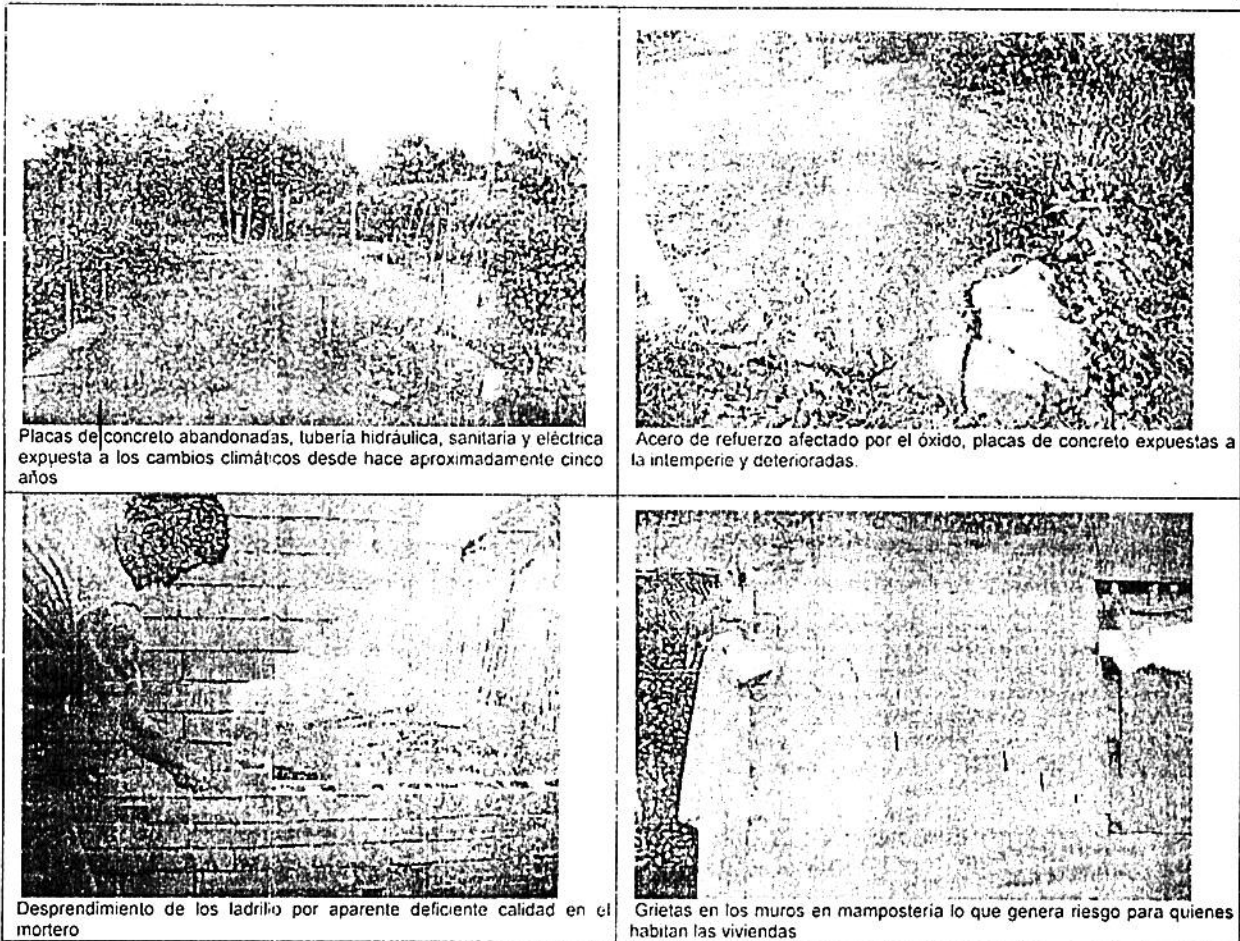 Placas de concreto abandonadas, tubería hidráulica, sanitaria y eléctrica
expuesta a los cambios climáticos desde hace aproximadamente cinco
años
Acero de refuerzo afectado por el óxido, placas de concreto expuestas a
la intemperie y deterioradas.
Desprendimiento de los ladrillo por aparente deficiente calidad en el
mortero
Grietas en los muros en mampostería lo que genera riesgo para quienes
habitan las viviendas